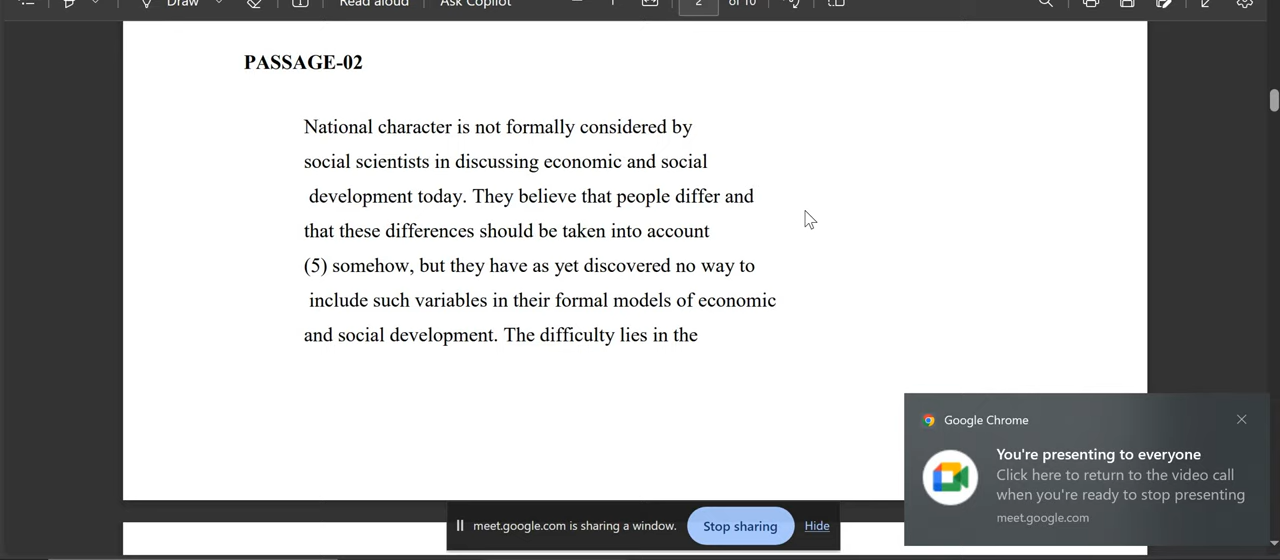 Draw
Read aloud
Ask Copilot
2
of 10
PASSAGE-02
National character is not formally considered by
social scientists in discussing economic and social
development today. They believe that people differ and
that these differences should be taken into account
(5) somehow, but they have as yet discovered no way to
include such variables in their formal models of economic
and social development. The difficulty lies in the
Google Chrome
You're presenting to everyone
Click here to return to the video call
when you're ready to stop presenting
meet.google.com
meet.google.com is sharing a window.
Stop sharing
Hide